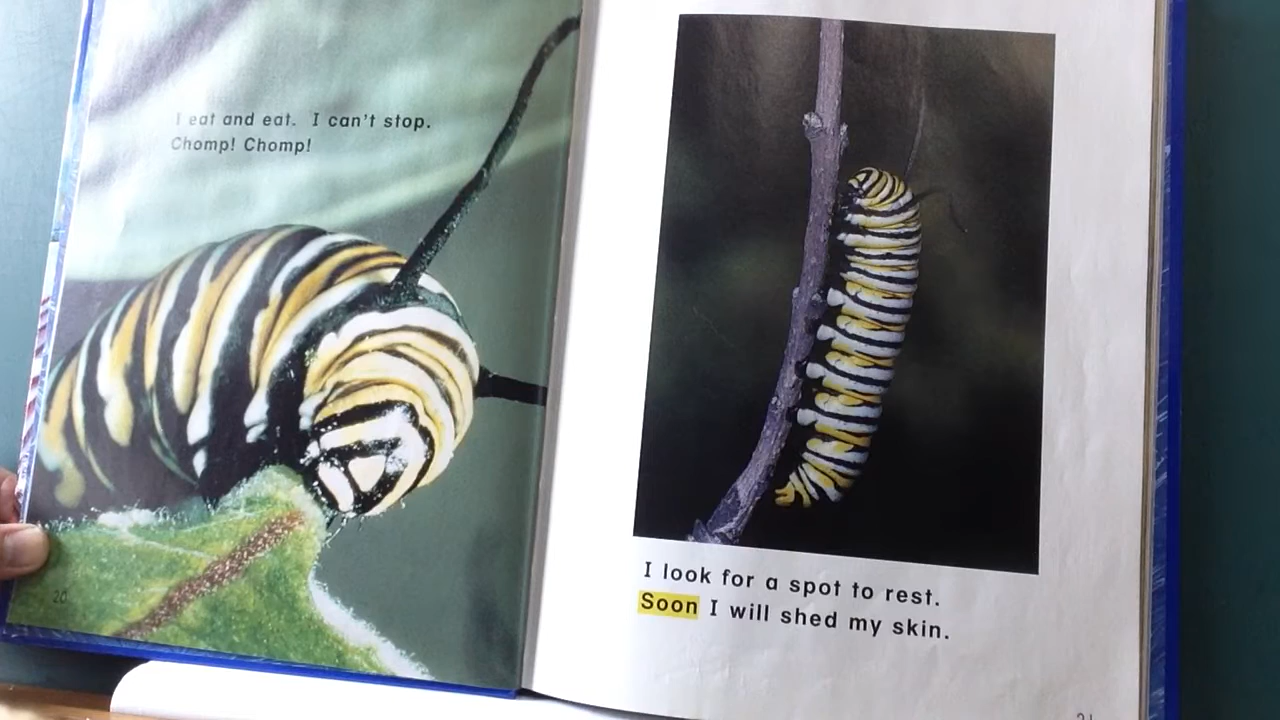 I eat and eat. I can't stop.
Chomp! Chomp!
20
I look for a spot to rest.
Soon I will shed my skin.